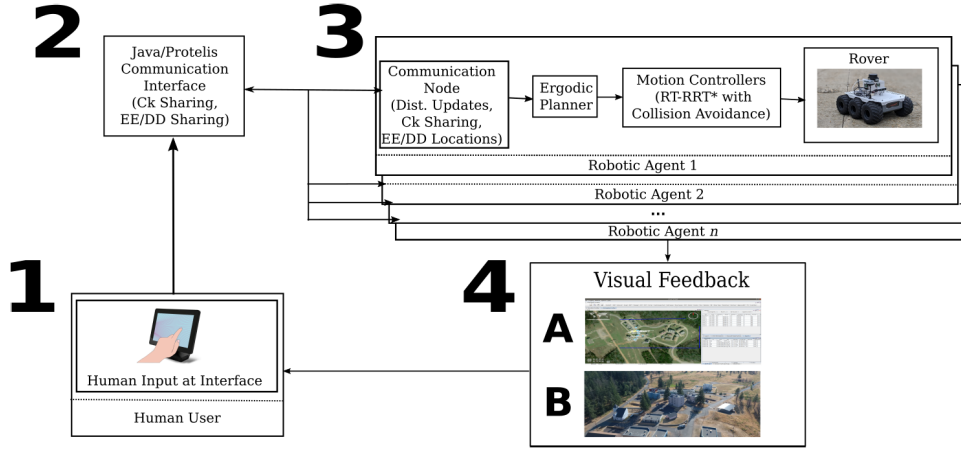 2
Java/Protelis
Communication
Interface
(Ck Sharing,
EE/DD Sharing)
3
Communication
Node
(Dist. Updates,
Ck Sharing,
EE/DD Locations)
Ergodic
Planner
Motion Controllers
(RT-RRT* with
Collision Avoidance)
Rover
Robotic Agent 1
Robotic Agent 2
...
Robotic Agent n
1
Human Input at Interface
Human User
4
Visual Feedback
A
B